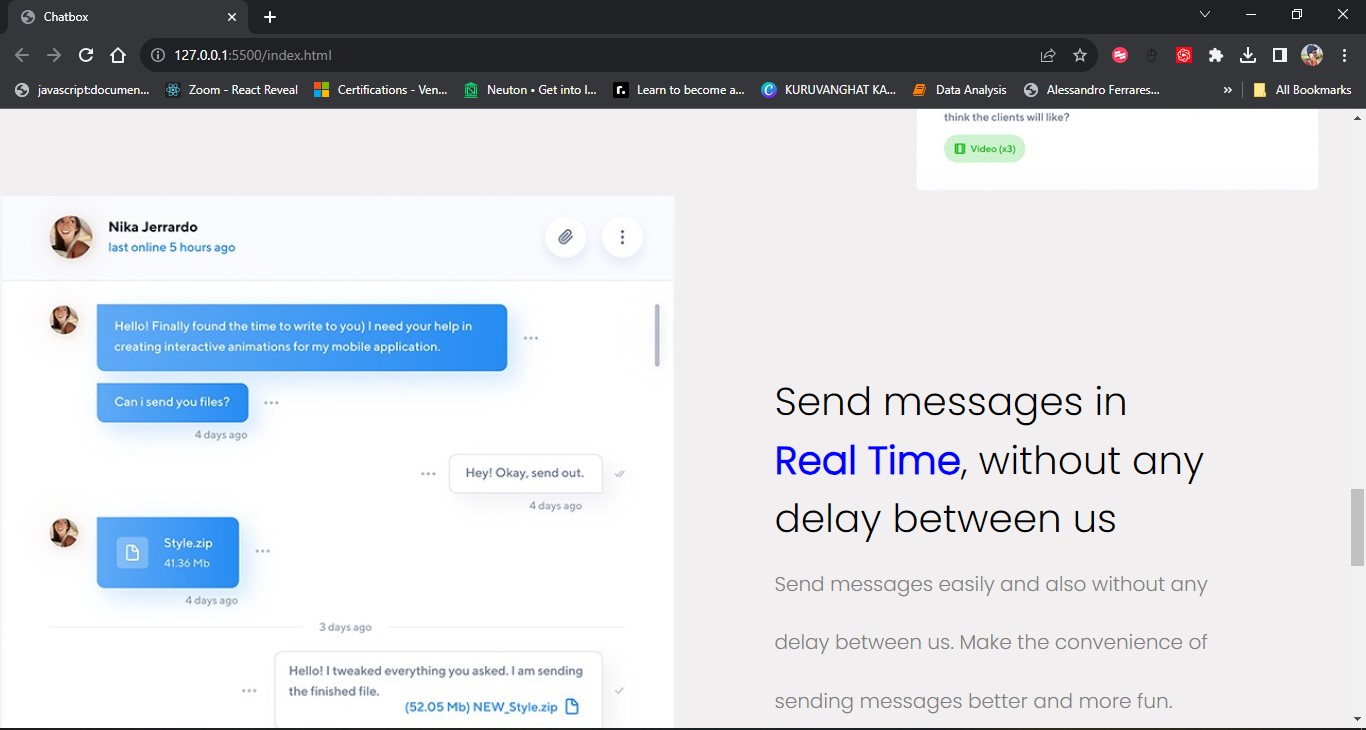 Chatbox
127.0.0.1:5500/index.html
javascript:documen...
Zoom - React Reveal
Certifications - Ven...
Neuton • Get into I...
Learn to become a...
KURUVANGHAT KA...
Data Analysis
Alessandro Ferrares...
»
All Bookmarks
think the clients will like?
Video (x3)
Nika Jerrardo
last online 5 hours ago
Hello! Finally found the time to write to you) I need your help in
creating interactive animations for my mobile application.
Can i send you files?
4 days ago
Hey! Okay, send out.
4 days ago
Style.zip
41.36 Mb
4 days ago
3 days ago
Hello! I tweaked everything you asked. I am sending
the finished file.
(52.05 Mb) NEW_Style.zip
Send messages in
Real Time, without any
delay between us
Send messages easily and also without any
delay between us. Make the convenience of
sending messages better and more fun.